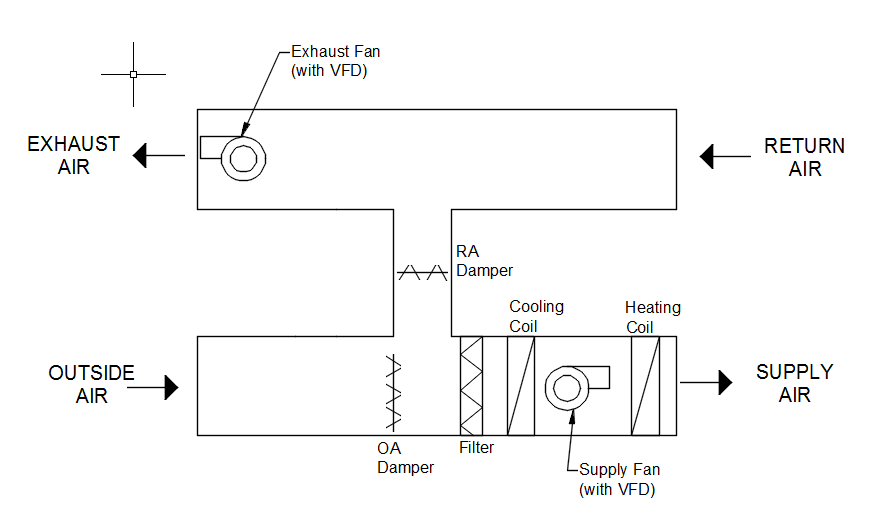 Exhaust Fan
(with VFD)
EXHAUST
AIR
RETURN
AIR
RA
Damper
Cooling
Coil
Heating
Coil
OUTSIDE
AIR
SUPPLY
AIR
OA
Damper
Filter
Supply Fan
(with VFD)